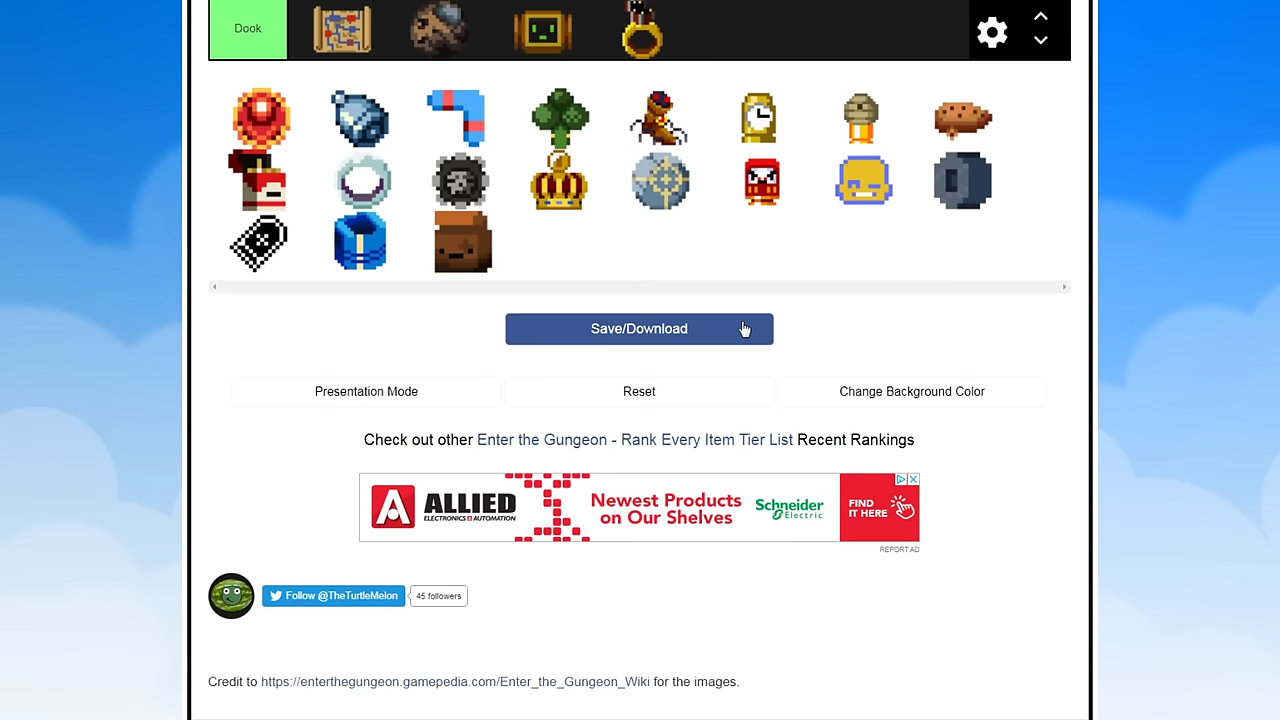 Dook
Save/Download
Presentation Mode
Reset
Change Background Color
Check out other Enter the Gungeon - Rank Every Item Tier List Recent Rankings
ALLIED
ELECTRONICS & AUTOMATION
Newest Products
on Our Shelves
Schneider
Electric
FIND
IT HERE
REPORT AD
Follow @TheTurtleMelon
45 followers
Credit to https://enterthegungeon.gamepedia.com/Enter_the_Gungeon_Wiki for the images.